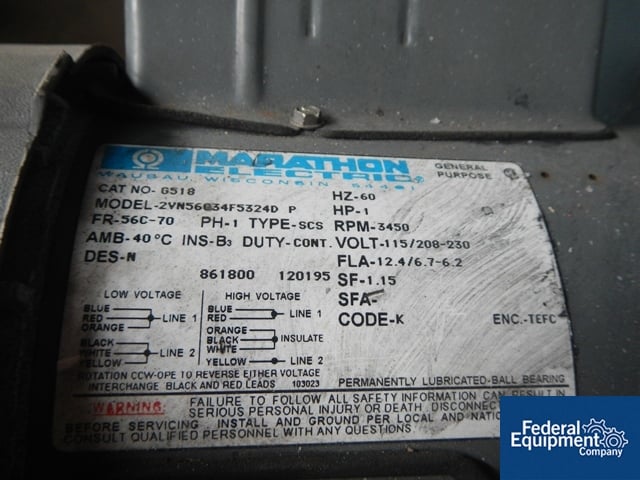 MARATHON
ELECTRIC
GENERAL
PURPOSE
WAUSAU, WISCONSIN 54401
CAT NO- G518
MODEL-2VN56C34F5324D P
FR-56C-70 PH-1 TYPE-SCS
AMB-40°C INS-B3 DUTY-CONT.
DES-N
861800 120195
HZ-60
HP-1
RPM-3450
VOLT-115/208-230
FLA-12.4/6.7-6.2
SF-1.15
SFA-
CODE-K
ENC.-TEFC
LOW VOLTAGE
BLUE
RED
ORANGE
LINE 1
BLACK
WHITE
YELLOW
LINE 2
HIGH VOLTAGE
BLUE
RED
LINE 1
ORANGE
BLACK
WHITE
INSULATE
YELLOW
LINE 2
ROTATION CCW-OPE TO REVERSE EITHER VOLTAGE
INTERCHANGE BLACK AND RED LEADS 103023
PERMANENTLY LUBRICATED-BALL BEARING
WARNING:
FAILURE TO FOLLOW ALL SAFETY INFORMATION CAN RESULT IN
SERIOUS PERSONAL INJURY OR DEATH. DISCONNECT
BEFORE SERVICING. INSTALL AND GROUND PER LOCAL AND
CONSULT QUALIFIED PERSONNEL WITH ANY QUESTIONS.
Federal
Equipment
Company